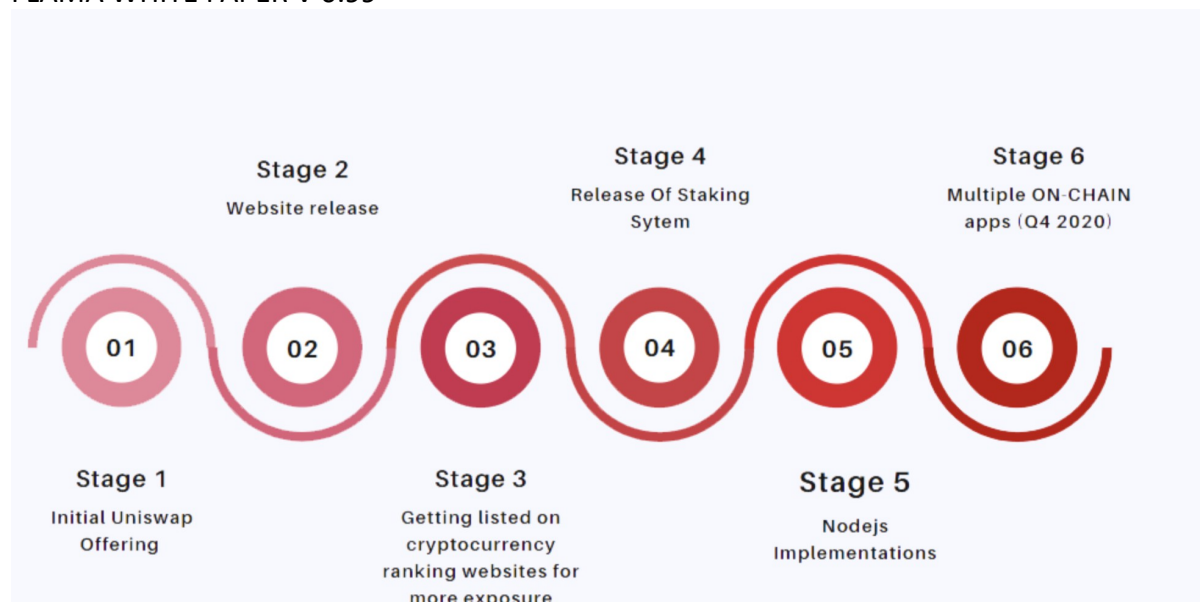 Stage 2
Website release
Stage 4
Release Of Staking
Sytem
Stage 6
Multiple ON-CHAIN
apps (Q4 2020)
01
02
03
04
05
06
Stage 1
Initial Uniswap
Offering
Stage 3
Getting listed on
cryptocurrency
ranking websites for
more exposure
Stage 5
Nodejs
Implementations